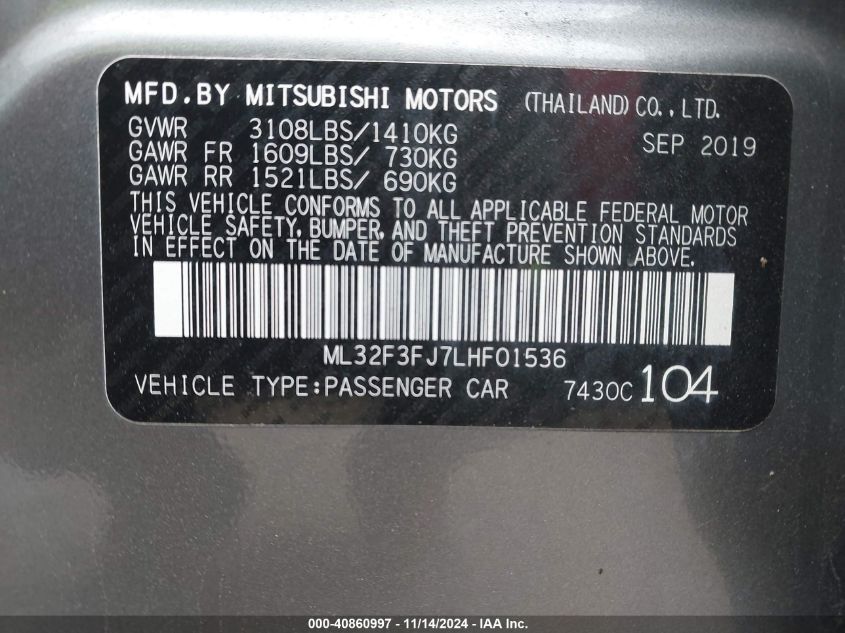 MFD.BY MITSUBISHI MOTORS (THAILAND) CO., LTD.
GVWR 3108LBS/1410KG SEP 2019
GAWR FR 1609LBS/ 730KG
GAWR RR 1521LBS/ 690KG
THIS VEHICLE CONFORMS TO ALL APPLICABLE FEDERAL MOTOR
VEHICLE SAFETY, BUMPER, AND THEFT PREVENTION STANDARDS
IN EFFECT ON THE DATE OF MANUFACTURE SHOWN ABOVE.
ML32F3FJ7LHF01536
VEHICLE TYPE:PASSENGER CAR 7430C 104
000-40860997 - 11/14/2024 - IAA Inc.